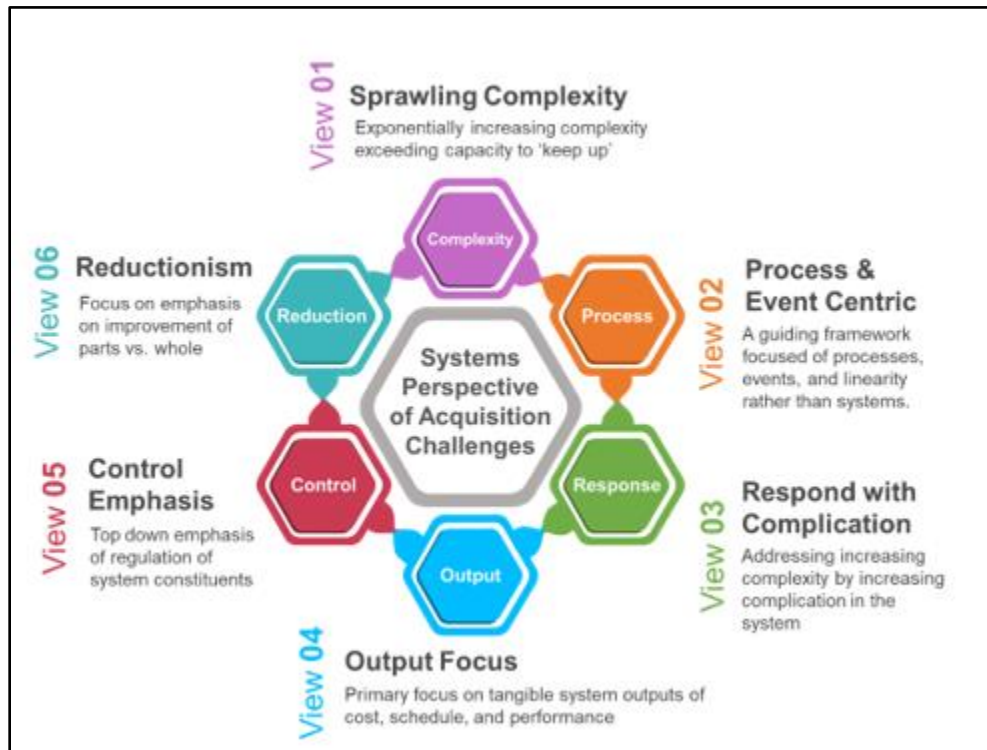 View 01
Sprawling Complexity
Exponentially increasing complexity
exceeding capacity to ‘keep up’
Complexity
View 02
Process &
Event Centric
A guiding framework
focused of processes,
events, and linearity
rather than systems.
Process
View 03
Respond with
Complication
Addressing increasing
complexity by increasing
complication in the
system
Response
View 04
Output Focus
Primary focus on tangible system outputs of
cost, schedule, and performance
Output
View 05
Control
Emphasis
Top down emphasis
of regulation of
system constituents
Control
View 06
Reductionism
Focus on emphasis
on improvement of
parts vs. whole
Reduction
Systems
Perspective
of Acquisition
Challenges